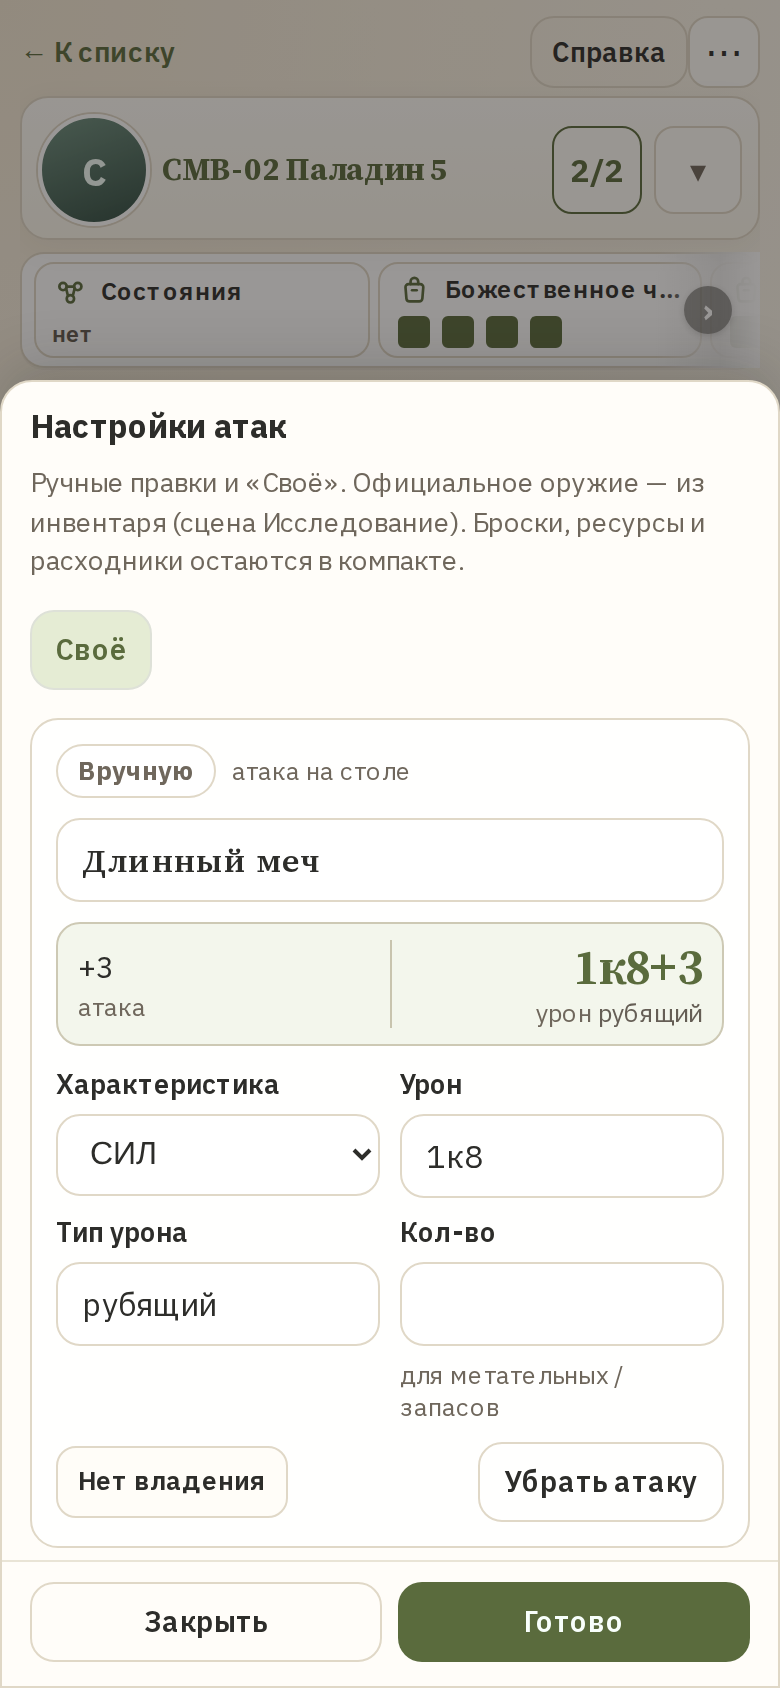 ← К списку
Справка
...
С
СМВ-02 Паладин 5
2/2
▼
Состояния
Божественное ч...
нет
›
Настройки атак
Ручные правки и «Своё». Официальное оружие — из
инвентаря (сцена Исследование). Броски, ресурсы и
расходники остаются в компакте.
Своё
Вручную
атака на столе
Длинный меч
+3
1к8+3
атака
урон рубящий
Характеристика
Урон
СИЛ
1к8
Тип урона
Кол-во
рубящий
для метательных /
запасов
Нет владения
Убрать атаку
Закрыть
Готово